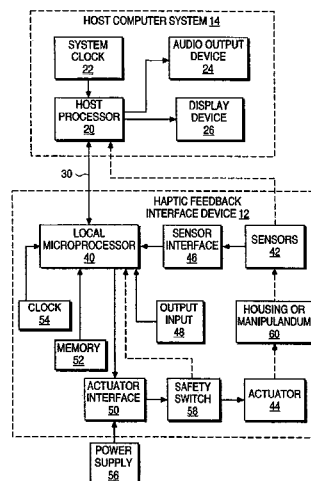 HOST COMPUTER SYSTEM 14
SYSTEM
CLOCK
22
AUDIO OUTPUT
DEVICE
24
HOST
PROCESSOR
20
DISPLAY
DEVICE
26
30
HAPTIC FEEDBACK
INTERFACE DEVICE 12
LOCAL
MICROPROCESSOR
40
SENSOR
INTERFACE
46
SENSORS
42
CLOCK
54
OUTPUT
INPUT
48
HOUSING OR
MANIPULANDUM
60
MEMORY
52
ACTUATOR
INTERFACE
50
SAFETY
SWITCH
58
ACTUATOR
44
POWER
SUPPLY
56